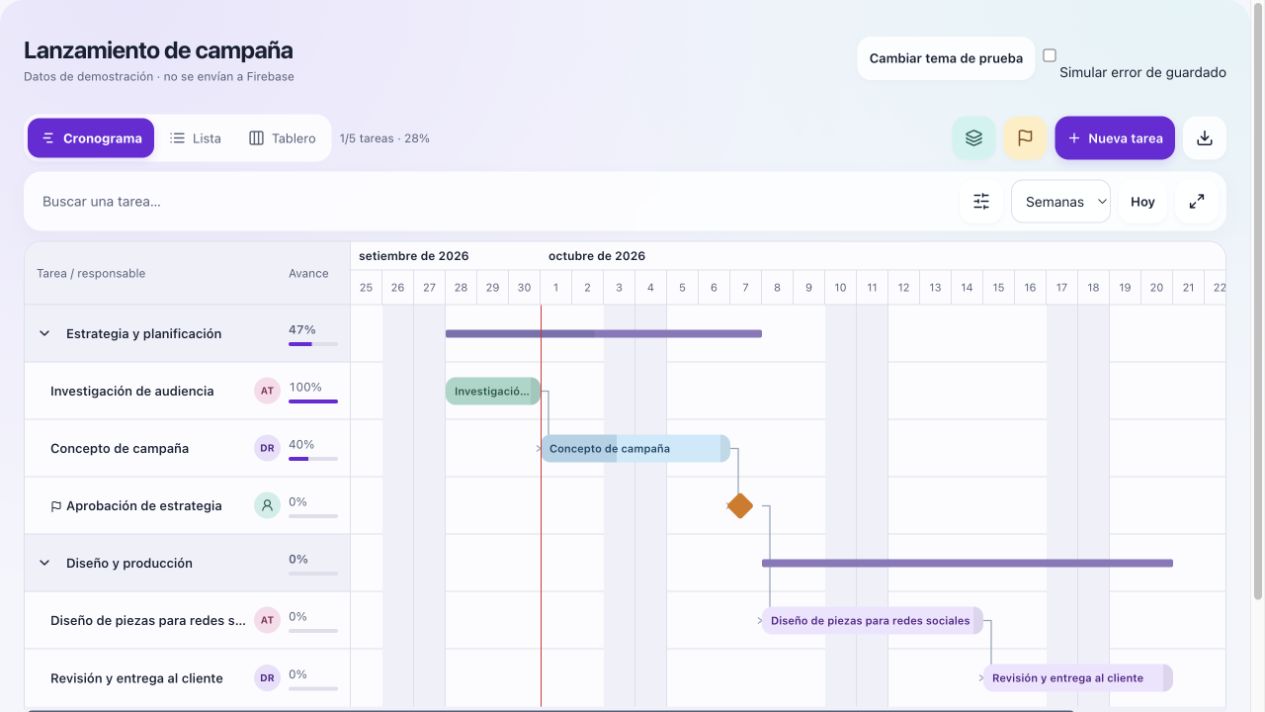 Lanzamiento de campaña
Datos de demostración · no se envían a Firebase
Cambiar tema de prueba
Simular error de guardado
Cronograma
Lista
Tablero
1/5 tareas · 28%
Nueva tarea
Buscar una tarea...
Semanas
Hoy
Tarea / responsable
Avance
setiembre de 2026
octubre de 2026
25 26 27 28 29 30 1 2 3 4 5 6 7 8 9 10 11 12 13 14 15 16 17 18 19 20 21 22
Estrategia y planificación
47%
Investigación de audiencia
AT
100%
Investigació...
Concepto de campaña
DR
40%
Concepto de campaña
Aprobación de estrategia
0%
Diseño y producción
0%
Diseño de piezas para redes s...
AT
0%
Diseño de piezas para redes sociales
Revisión y entrega al cliente
DR
0%
Revisión y entrega al cliente